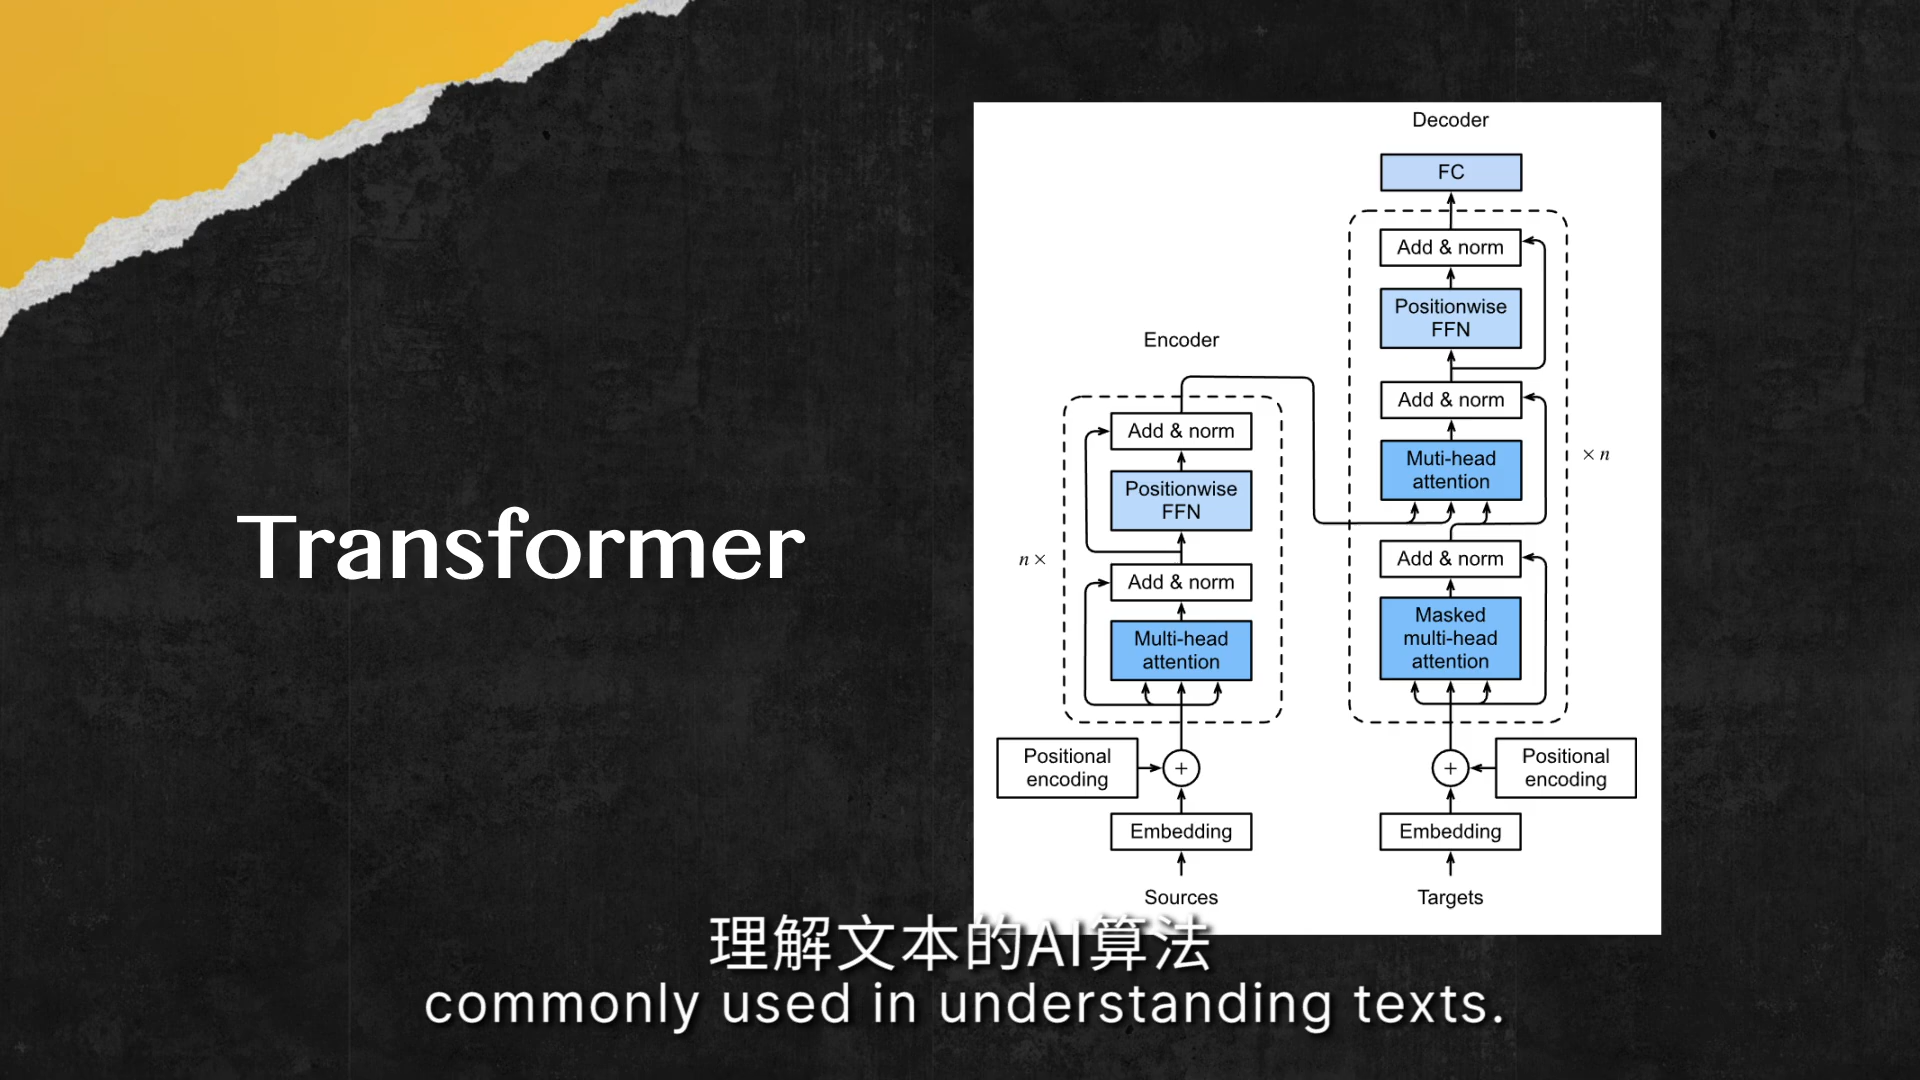 Transformer
Decoder
FC
Add & norm
Positionwise
FFN
Add & norm
Muti-head
attention
× n
Add & norm
Masked
multi-head
attention
Positional
encoding
+
Embedding
Targets
Encoder
Add & norm
Positionwise
FFN
n ×
Add & norm
Multi-head
attention
Positional
encoding
+
Embedding
Sources
理解文本的AI算法
commonly used in understanding texts.